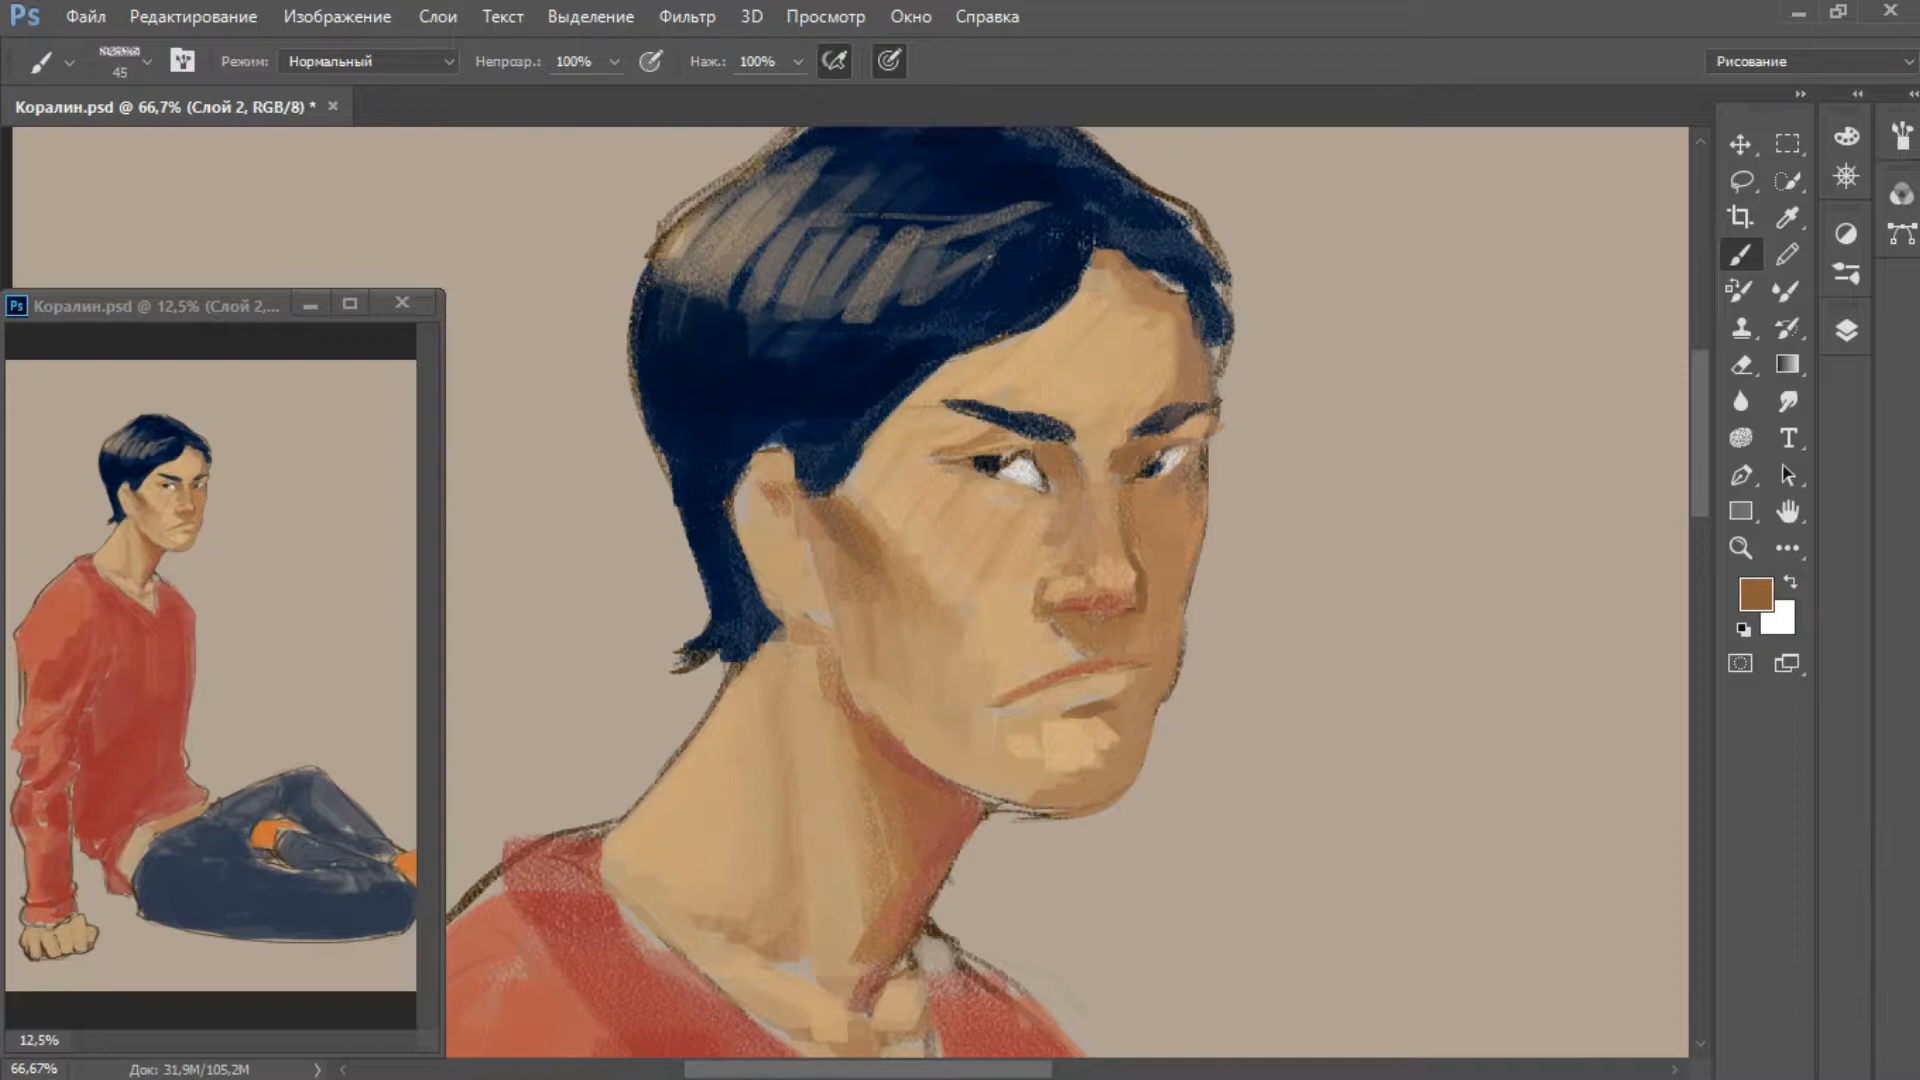 Ps Файл Редактирование Изображение Слои Текст Выделение Фильтр 3D Просмотр Окно Справка
45 Режим: Нормальный Непрозр.: 100% Наж.: 100% Рисование
Коралин.psd @ 66,7% (Слой 2, RGB/8) *
Ps Коралин.psd @ 12,5% (Слой 2,...
T
12,5%
66,67% Док: 31,9M/105,2M